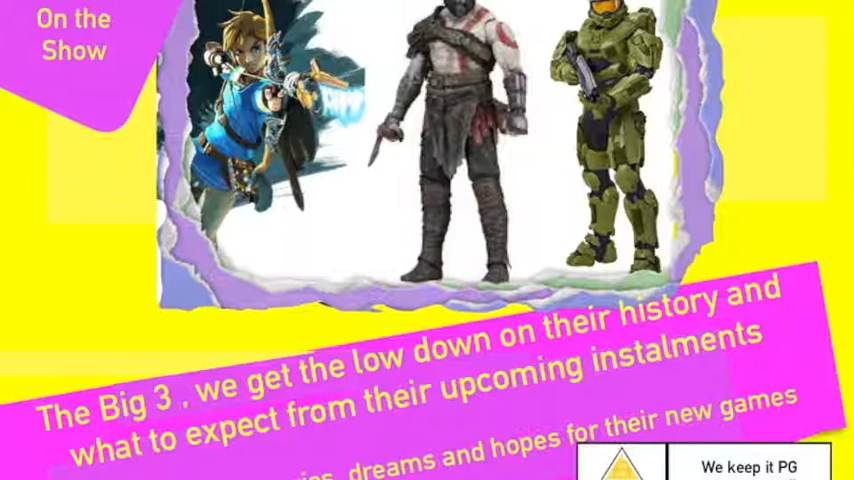 On the
Show
The Big 3 , we get the low down on their history and
what to expect from their upcoming instalments
dreams and hopes for their new games
We keep it PG